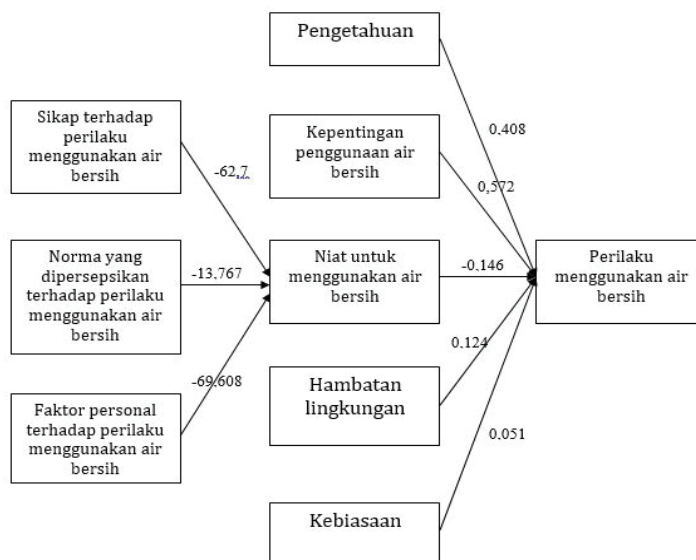 Pengetahuan
Sikap terhadap
perilaku
menggunakan air
bersih
Kepentingan
penggunaan air
bersih
0,408
-62,7
0,572
Norma yang
dipersepsikan
terhadap perilaku
menggunakan air
bersih
-13,767
Niat untuk
menggunakan air
bersih
-0,146
Perilaku
menggunakan air
bersih
0,124
-69,608
Hambatan
lingkungan
Faktor personal
terhadap perilaku
menggunakan air
bersih
0,051
Kebiasaan